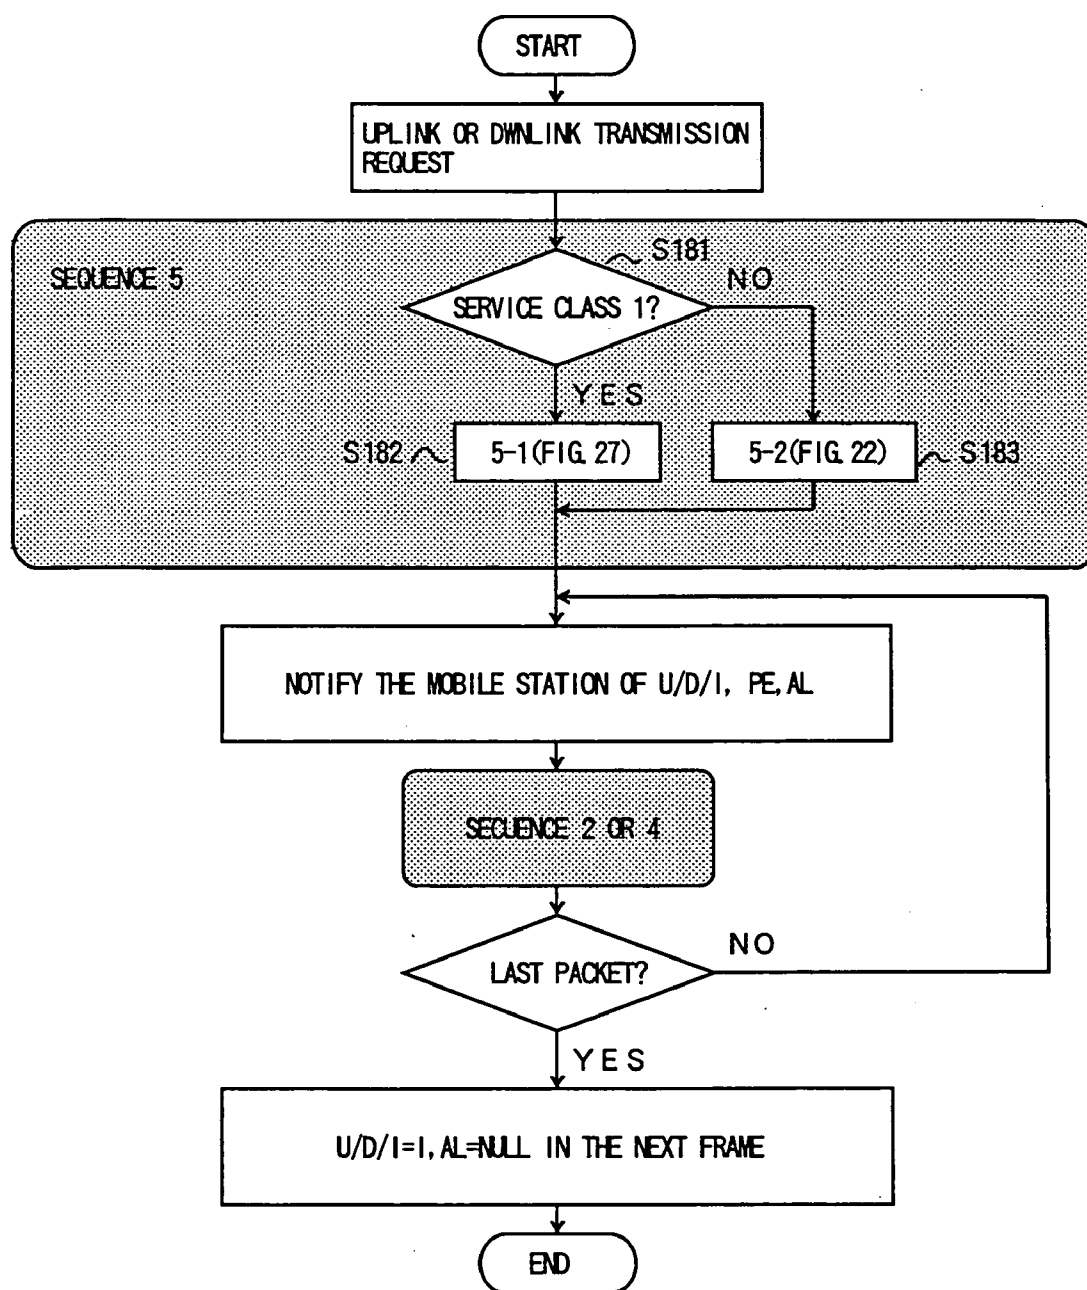 START
UPLINK OR DWNLINK TRANSMISSION
REQUEST
SEQUENCE 5
S181
NO
SERVICE CLASS 1?
YES
S182
5-1(FIG. 27)
5-2(FIG. 22)
S183
NOTIFY THE MOBILE STATION OF U/D/I, PE, AL
SECUENCE 2 OR 4
NO
LAST PACKET?
YES
U/D/I=I, AL=NULL IN THE NEXT FRAME
END